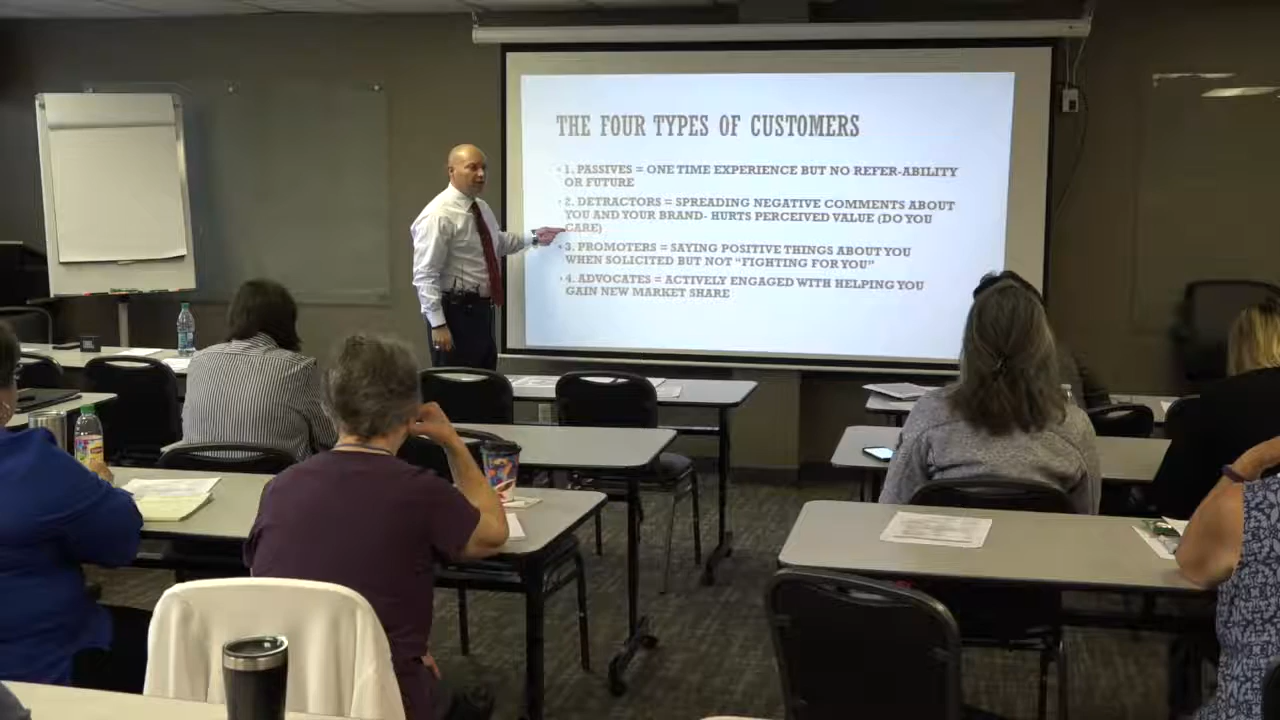 THE FOUR TYPES OF CUSTOMERS
1. PASSIVES = ONE TIME EXPERIENCE BUT NO REFER-ABILITY
OR FUTURE
2. DETRACTORS = SPREADING NEGATIVE COMMENTS ABOUT
YOU AND YOUR BRAND- HURTS PERCEIVED VALUE (DO YOU
CARE)
3. PROMOTERS = SAYING POSITIVE THINGS ABOUT YOU
WHEN SOLICITED BUT NOT "FIGHTING FOR YOU"
4. ADVOCATES = ACTIVELY ENGAGED WITH HELPING YOU
GAIN NEW MARKET SHARE
JBL